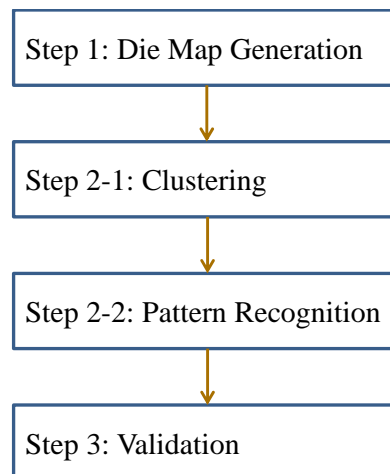 Step 1: Die Map Generation
Step 2-1: Clustering
Step 2-2: Pattern Recognition
Step 3: Validation